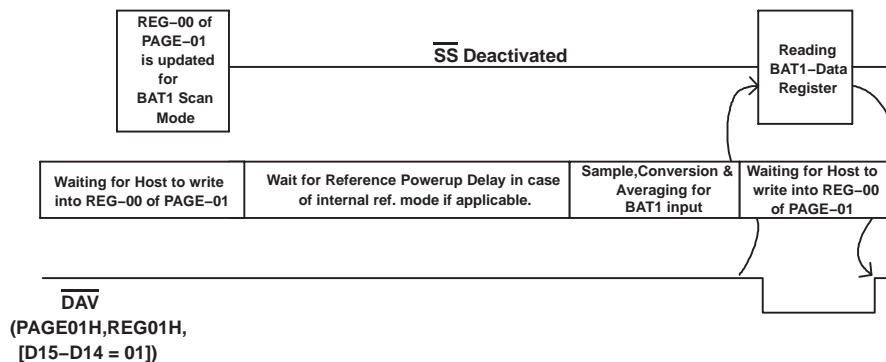 REG−00 of
PAGE−01
is updated
for
BAT1 Scan
Mode
SS Deactivated
Reading
BAT1−Data
Register
Waiting for Host to write
into REG−00 of PAGE−01
Wait for Reference Powerup Delay in case
of internal ref. mode if applicable.
Sample,Conversion &
Averaging for
BAT1 input
Waiting for Host to
write into REG−00
of PAGE−01
DAV
(PAGE01H,REG01H,
[D15−D14 = 01])